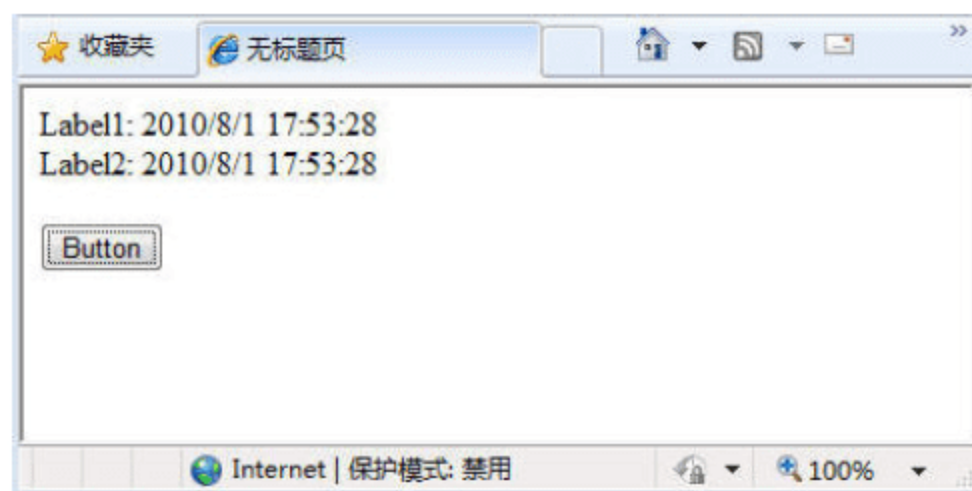 收藏夹 无标题页
Label1: 2010/8/1 17:53:28
Label2: 2010/8/1 17:53:28
Button
Internet | 保护模式: 禁用 100%